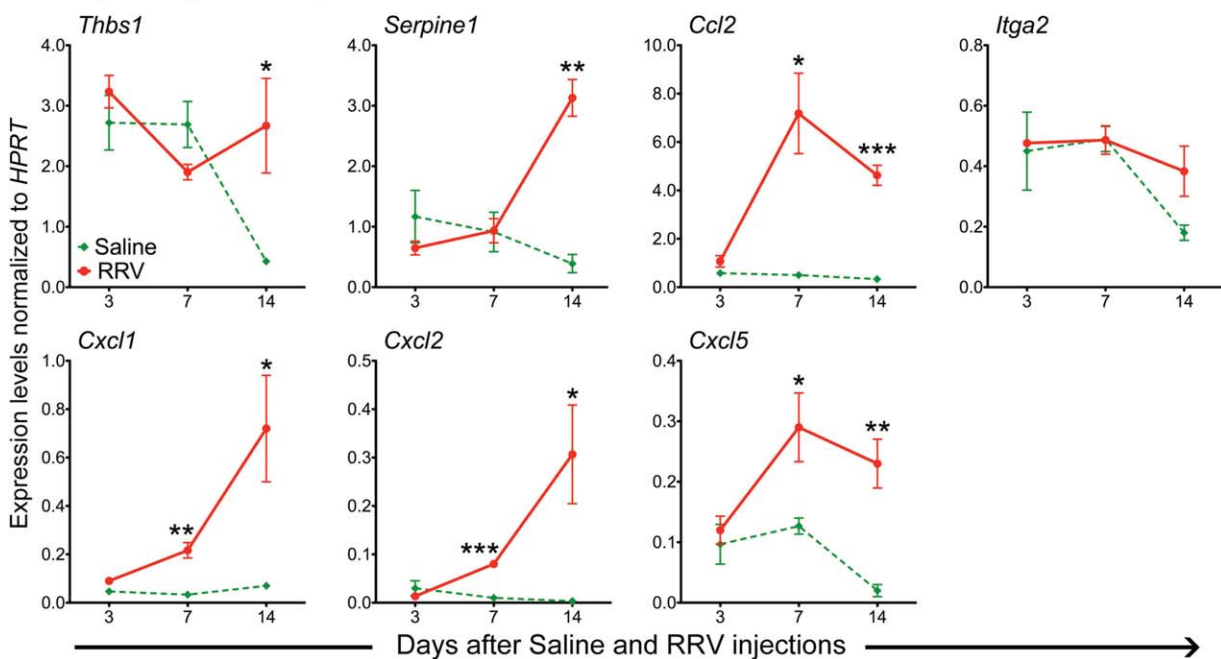 Thbs1
4.0
3.0
2.0
1.0
0.0
*
Saline
RRV
3 7 14
Serpine1
4.0
3.0
2.0
1.0
0.0
**
3 7 14
Ccl2
10.0
8.0
6.0
4.0
2.0
0.0
*
***
3 7 14
Itga2
0.8
0.6
0.4
0.2
0.0
3 7 14
Expression levels normalized to HPRT
Cxcl1
1.0
0.8
0.6
0.4
0.2
0.0
**
*
3 7 14
Cxcl2
0.5
0.4
0.3
0.2
0.1
0.0
***
*
3 7 14
Cxcl5
0.4
0.3
0.2
0.1
0.0
*
**
3 7 14
Days after Saline and RRV injections